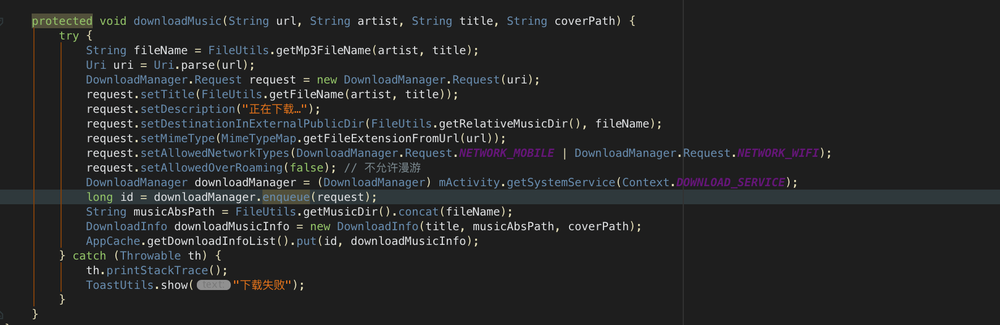 protected void downloadMusic(String url, String artist, String title, String coverPath) {
try {
String fileName = FileUtils.getMp3FileName(artist, title);
Uri uri = Uri.parse(url);
DownloadManager.Request request = new DownloadManager.Request(uri);
request.setTitle(FileUtils.getFileName(artist, title));
request.setDescription("正在下载…");
request.setDestinationInExternalPublicDir(FileUtils.getRelativeMusicDir(), fileName);
request.setMimeType(MimeTypeMap.getFileExtensionFromUrl(url));
request.setAllowedNetworkTypes(DownloadManager.Request.NETWORK_MOBILE | DownloadManager.Request.NETWORK_WIFI);
request.setAllowedOverRoaming(false); // 不允许漫游
DownloadManager downloadManager = (DownloadManager) mActivity.getSystemService(Context.DOWNLOAD_SERVICE);
long id = downloadManager.enqueue(request);
String musicAbsPath = FileUtils.getMusicDir().concat(fileName);
DownloadInfo downloadMusicInfo = new DownloadInfo(title, musicAbsPath, coverPath);
AppCache.getDownloadInfoList().put(id, downloadMusicInfo);
} catch (Throwable th) {
th.printStackTrace();
ToastUtils.show( text: "下载失败");
}
}